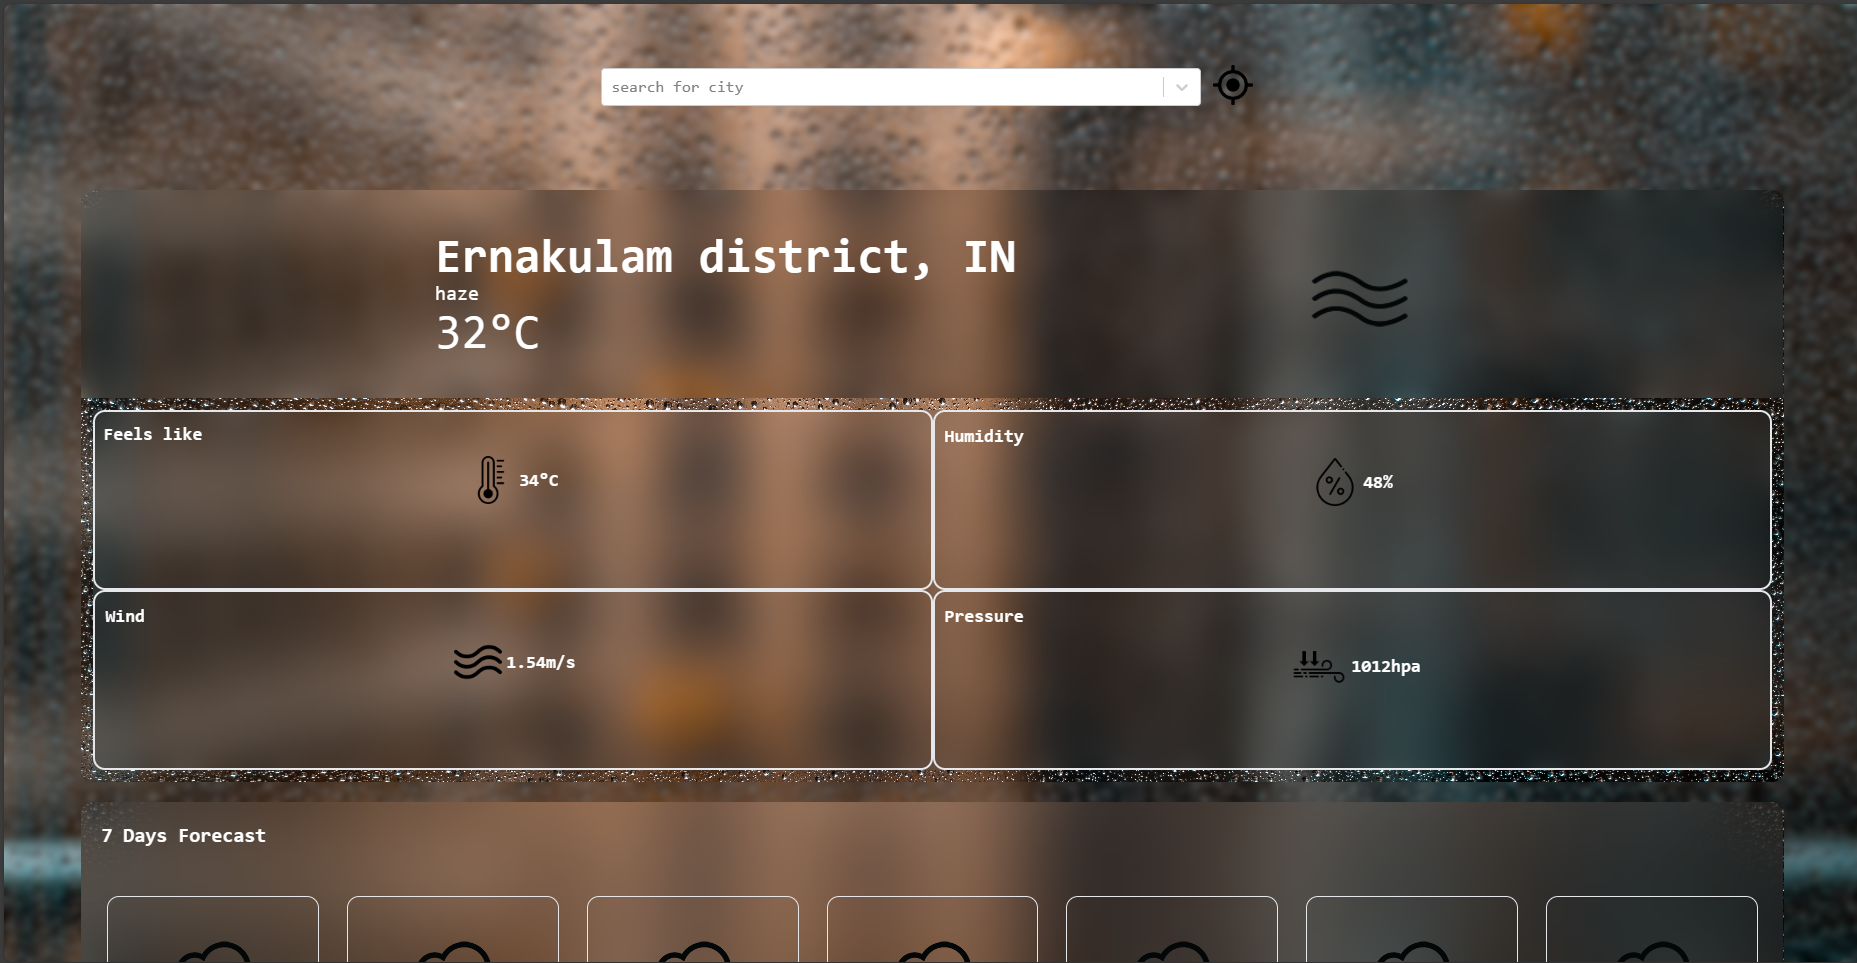 search for city
Ernakulam district, IN
haze
32°C
Feels like
34°C
Humidity
48%
Wind
1.54m/s
Pressure
1012hpa
7 Days Forecast